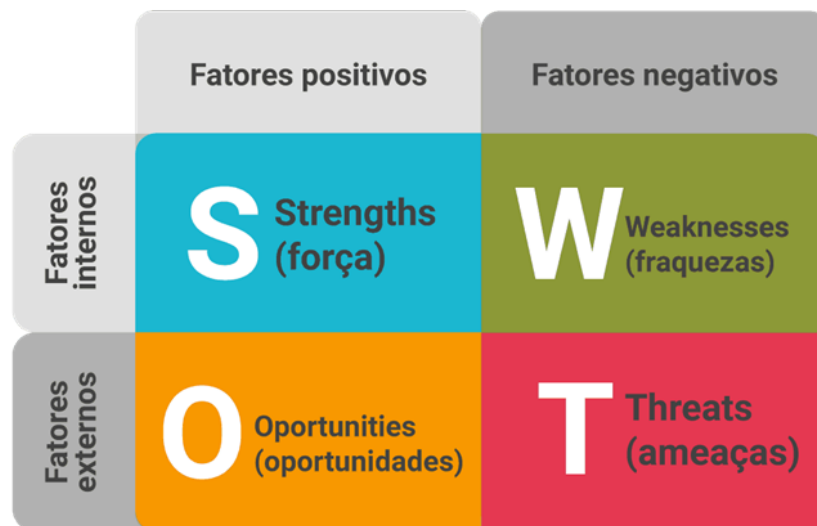 Fatores positivos
Fatores negativos
Fatores
internos
S
Strengths
(força)
W
Weaknesses
(fraquezas)
Fatores
externos
O
Oportunities
(oportunidades)
T
Threats
(ameaças)